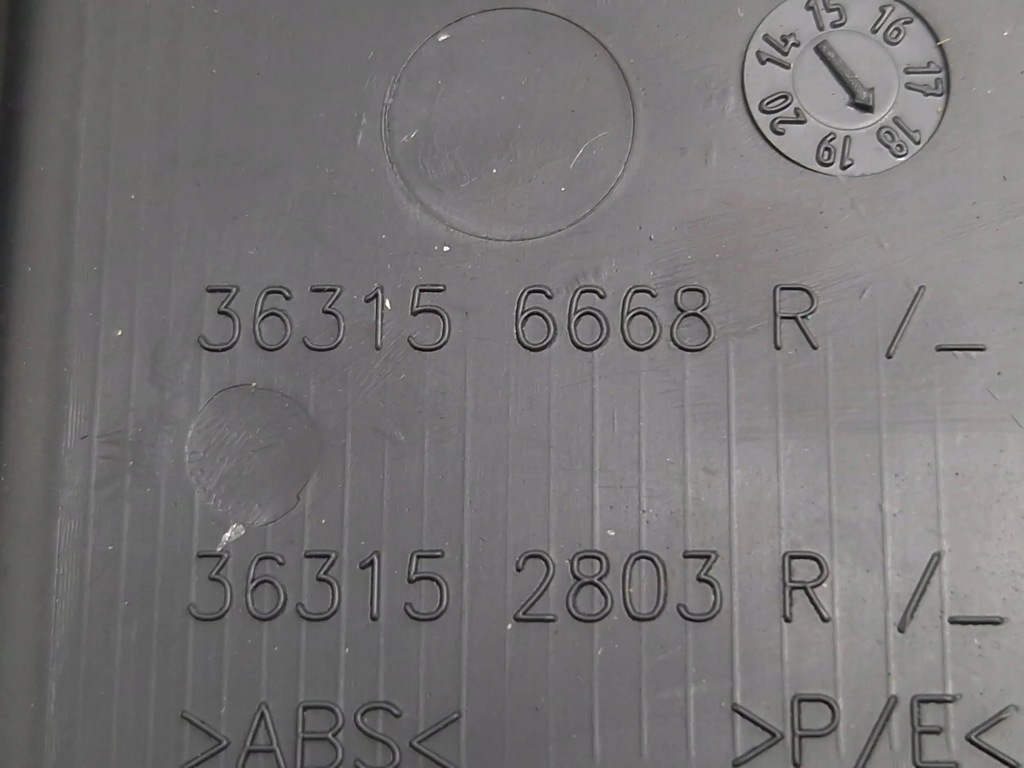 14 15 16 17 18 19 20
36315 6668 R /_
36315 2803 R /_
>ABS< >P/E<